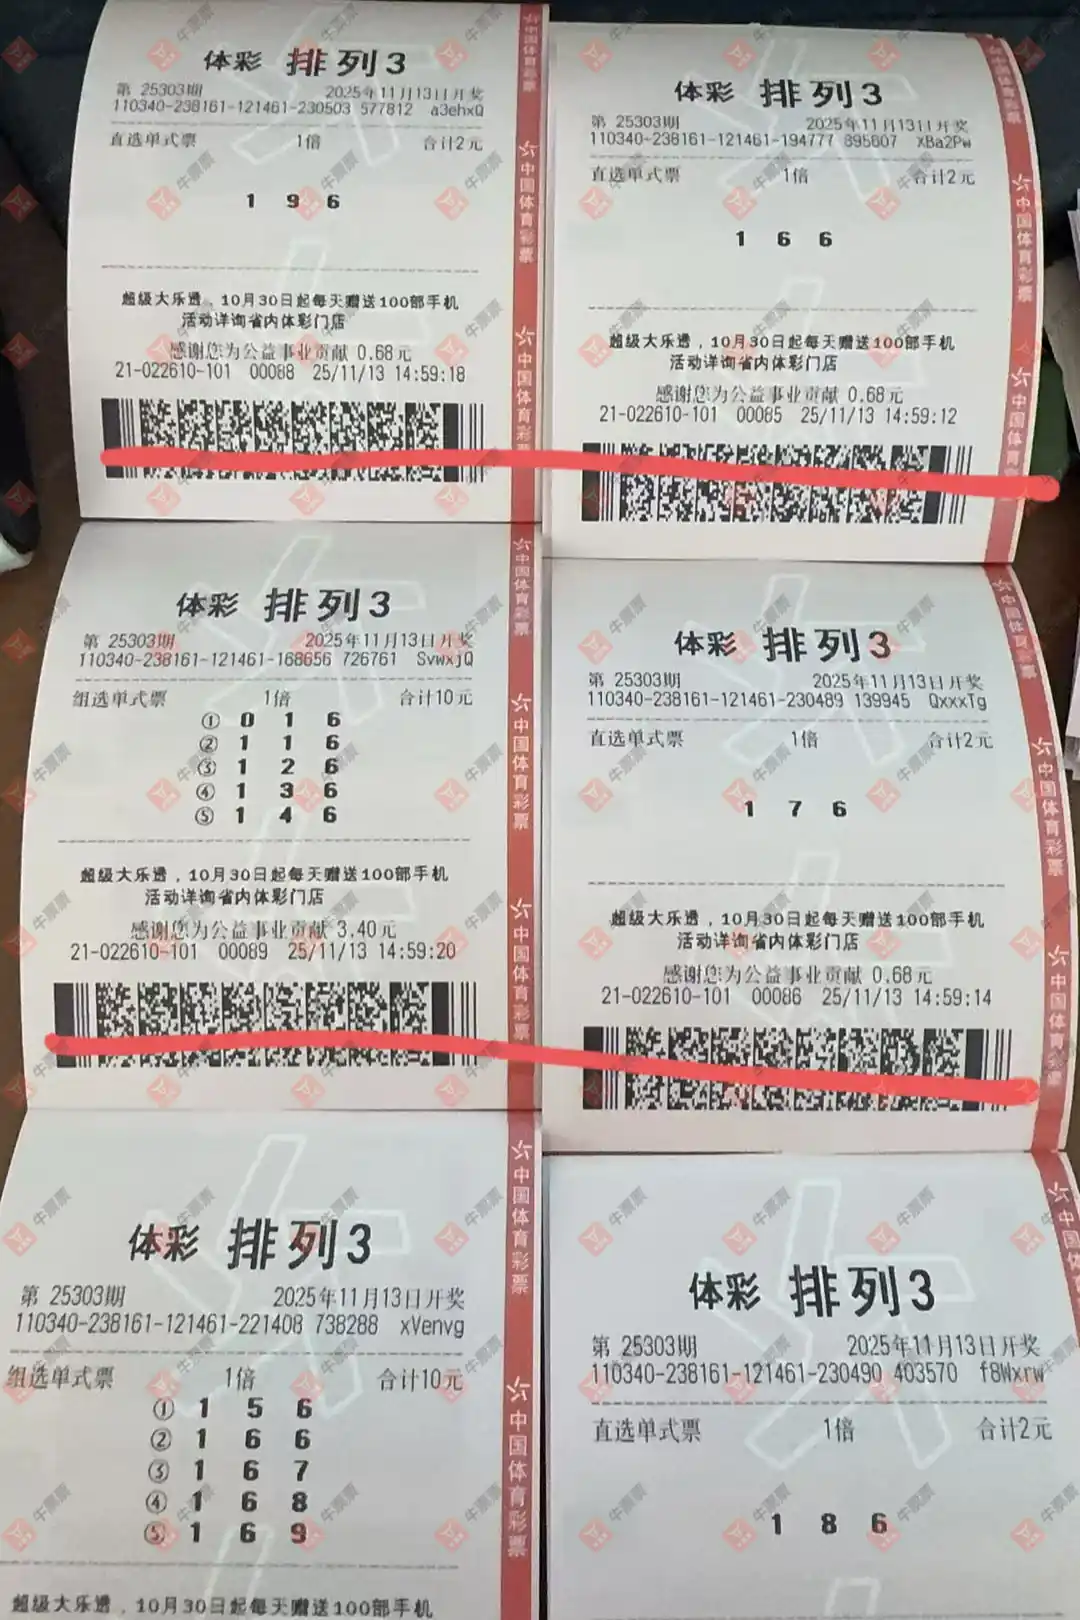 体彩 排列3
第 25303期 2025年11月13日开奖
110340-238161-121461-230503 577812 a3ehxQ
直选单式票 1倍 合计2元
1 9 6
超级大乐透，10月30日起每天赠送100部手机
活动详询省内体彩门店
感谢您为公益事业贡献 0.68元
21-022610-101 00088 25/11/13 14:59:18
中国体育彩票
体彩 排列3
第 25303期 2025年11月13日开奖
110340-238161-121461-194777 895607 XBa2Pw
直选单式票 1倍 合计2元
1 6 6
超级大乐透，10月30日起每天赠送100部手机
活动详询省内体彩门店
感谢您为公益事业贡献 0.68元
21-022610-101 00085 25/11/13 14:59:12
中国体育彩票
体彩 排列3
第 25303期 2025年11月13日开奖
110340-238161-121461-168656 726761 SvwxjQ
组选单式票 1倍 合计10元
① 0 1 6
② 1 1 6
③ 1 2 6
④ 1 3 6
⑤ 1 4 6
超级大乐透，10月30日起每天赠送100部手机
活动详询省内体彩门店
感谢您为公益事业贡献 3.40元
21-022610-101 00089 25/11/13 14:59:20
中国体育彩票
体彩 排列3
第 25303期 2025年11月13日开奖
110340-238161-121461-230489 139945 QxxxTg
直选单式票 1倍 合计2元
1 7 6
超级大乐透，10月30日起每天赠送100部手机
活动详询省内体彩门店
感谢您为公益事业贡献 0.68元
21-022610-101 00086 25/11/13 14:59:14
中国体育彩票
体彩 排列3
第 25303期 2025年11月13日开奖
110340-238161-121461-221408 738288 xVenvg
组选单式票 1倍 合计10元
① 1 5 6
② 1 6 6
③ 1 6 7
④ 1 6 8
⑤ 1 6 9
超级大乐透，10月30日起每天赠送100部手机
中国体育彩票
体彩 排列3
第 25303期 2025年11月13日开奖
110340-238161-121461-230490 403570 f8Wxrw
直选单式票 1倍 合计2元
1 8 6
牛票票